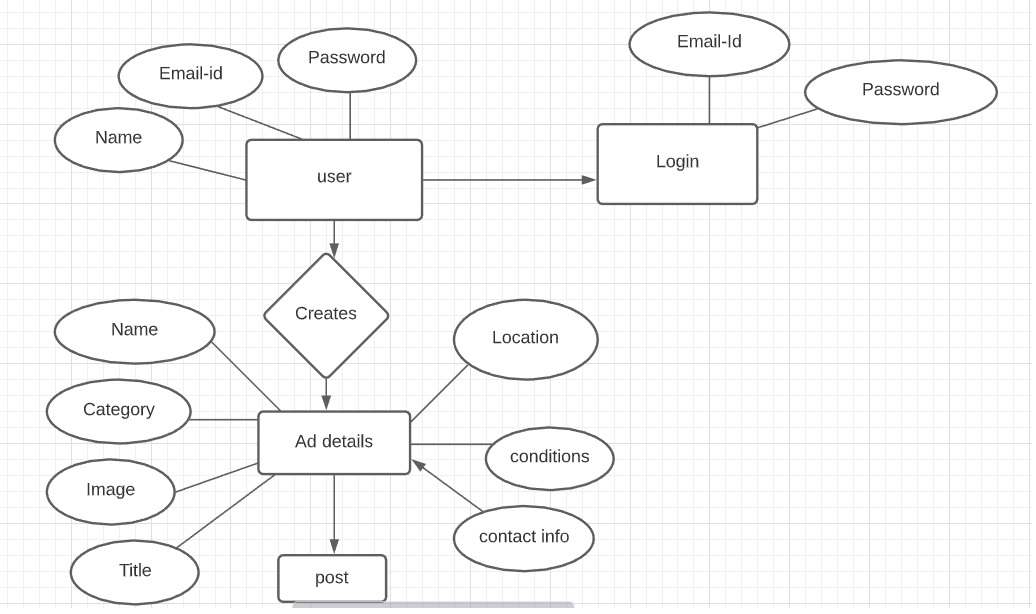 Email-Id
Password
Email-id
Password
Name
Login
user
Creates
Name
Location
Category
Ad details
conditions
Image
contact info
Title
post